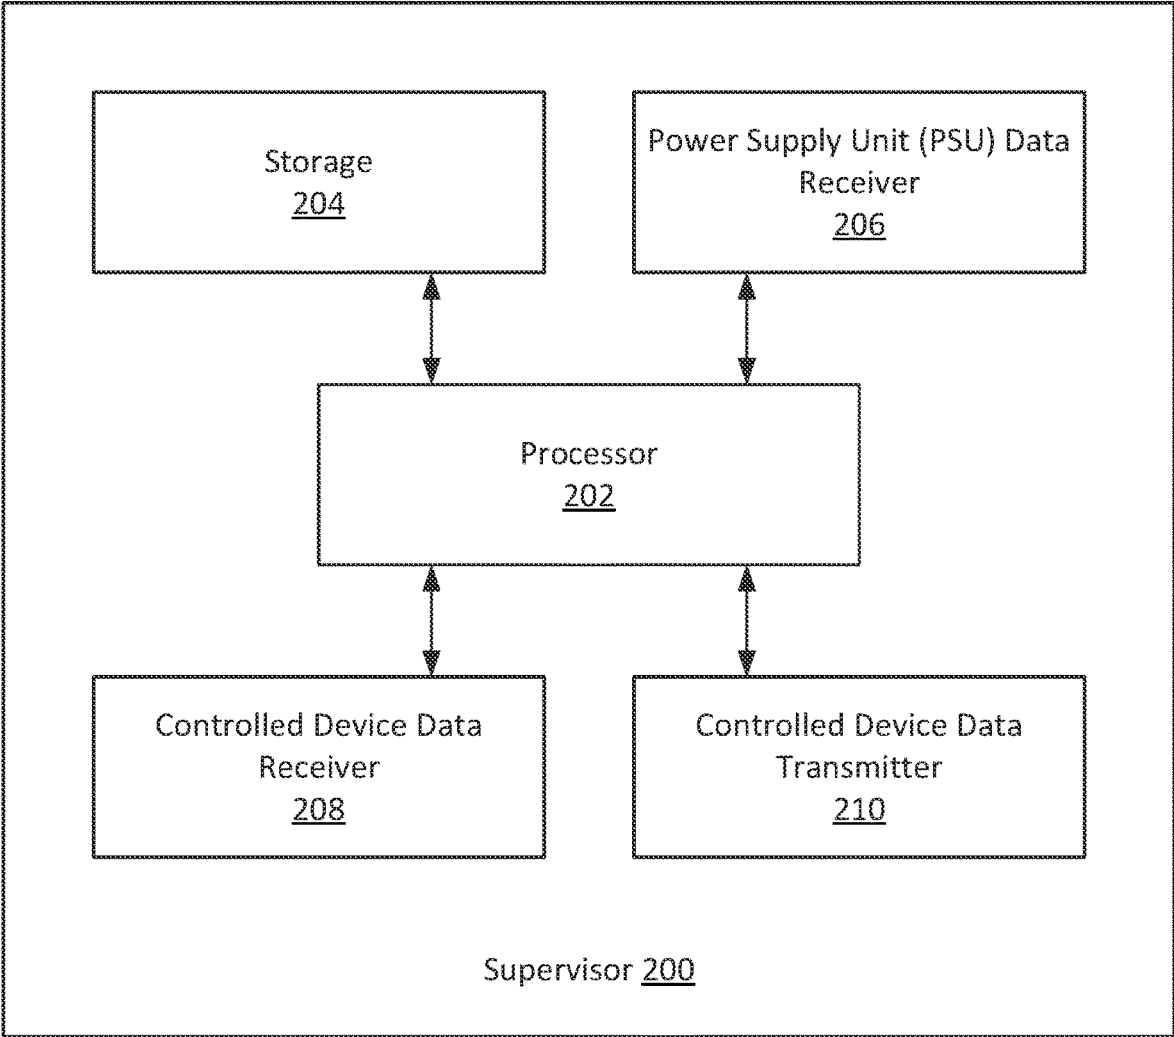 Storage
204
Power Supply Unit (PSU) Data
Receiver
206
Processor
202
Controlled Device Data
Receiver
208
Controlled Device Data
Transmitter
210
Supervisor 200